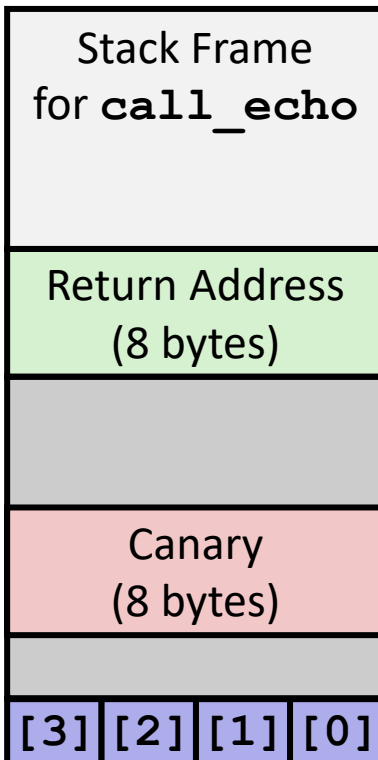 Stack Frame
for call_echo
Return Address
(8 bytes)
Canary
(8 bytes)
[3] [2] [1] [0]